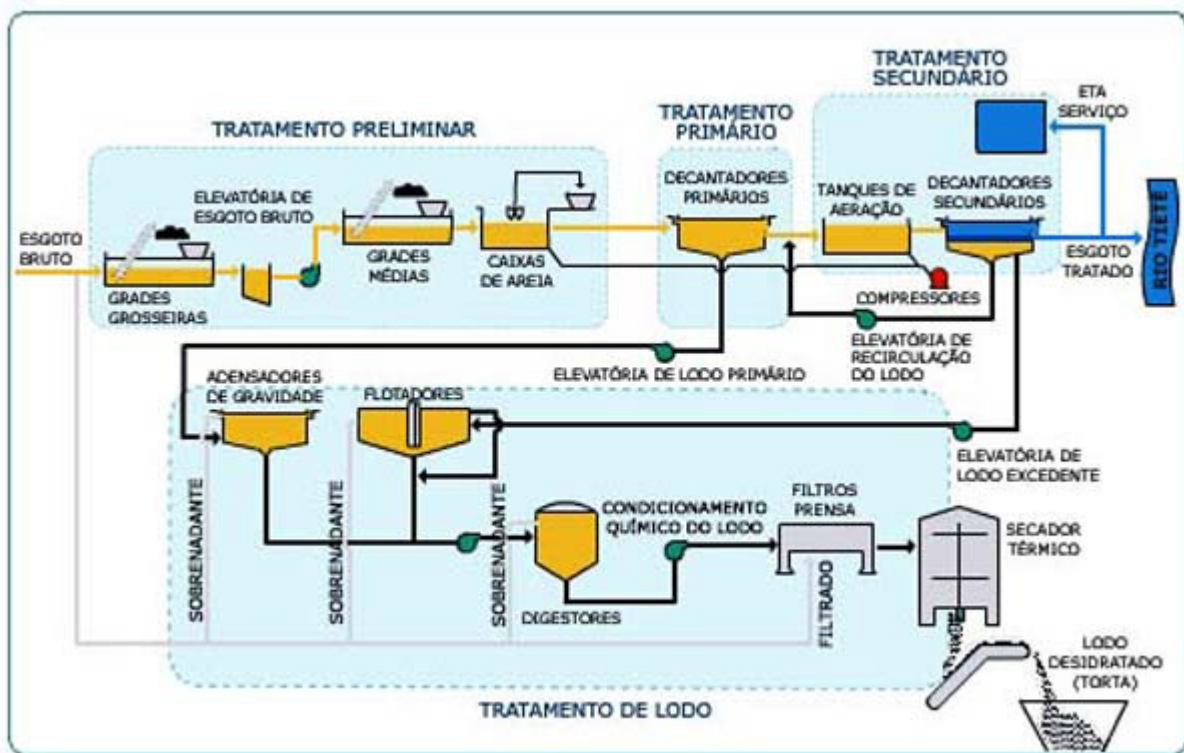 TRATAMENTO PRELIMINAR
ESGOTO
BRUTO
GRADES
GROSSEIRAS
ELEVATÓRIA DE
ESGOTO BRUTO
GRADES
MÉDIAS
CAIXAS
DE AREIA
TRATAMENTO
PRIMÁRIO
DECANTADORES
PRIMÁRIOS
TRATAMENTO
SECUNDÁRIO
TANQUES DE
AERAÇÃO
DECANTADORES
SECUNDÁRIOS
ETA
SERVIÇO
ESGOTO
TRATADO
RIO TIETÊ
COMPRESSORES
ELEVATÓRIA DE
RECIRCULAÇÃO
DO LODO
ELEVATÓRIA DE LODO PRIMÁRIO
ADENSADORES
DE GRAVIDADE
FLOTADORES
ELEVATÓRIA DE
LODO EXCEDENTE
SOBRENADANTE
SOBRENADANTE
SOBRENADANTE
CONDICIONAMENTO
QUÍMICO DO LODO
DIGESTORES
FILTROS
PRENSA
FILTRADO
SECADOR
TÉRMICO
LODO
DESIDRATADO
(TORTA)
TRATAMENTO DE LODO